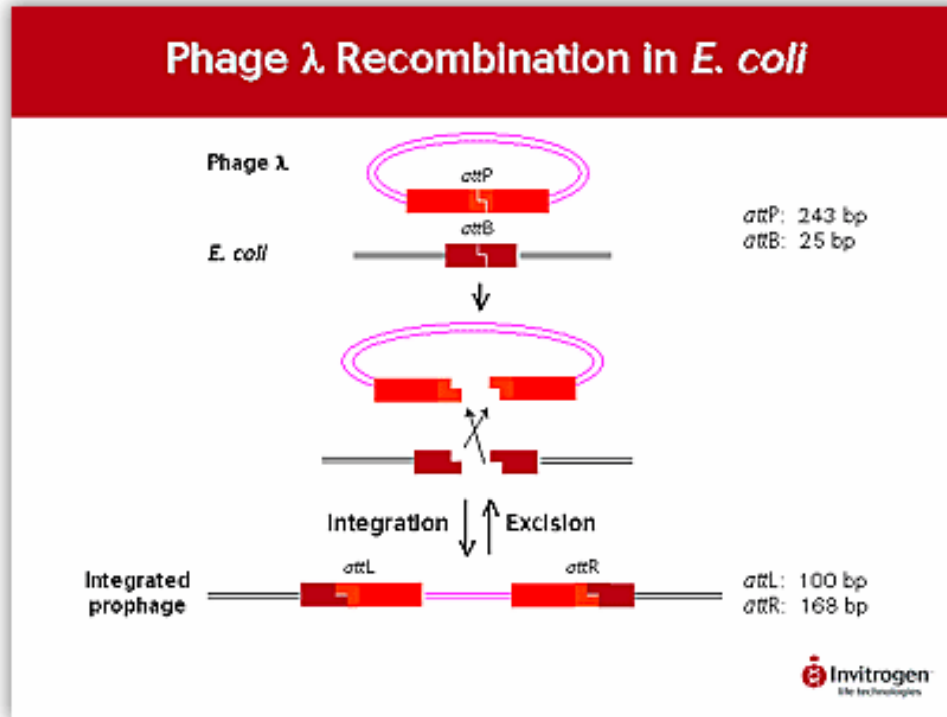 Phage λ Recombination in E. coli
Phage λ
attP
attP: 243 bp
attB
attB: 25 bp
E. coli
Integration
Excision
attL
attR
Integrated
prophage
attL: 100 bp
attR: 168 bp
Invitrogen
life technologies